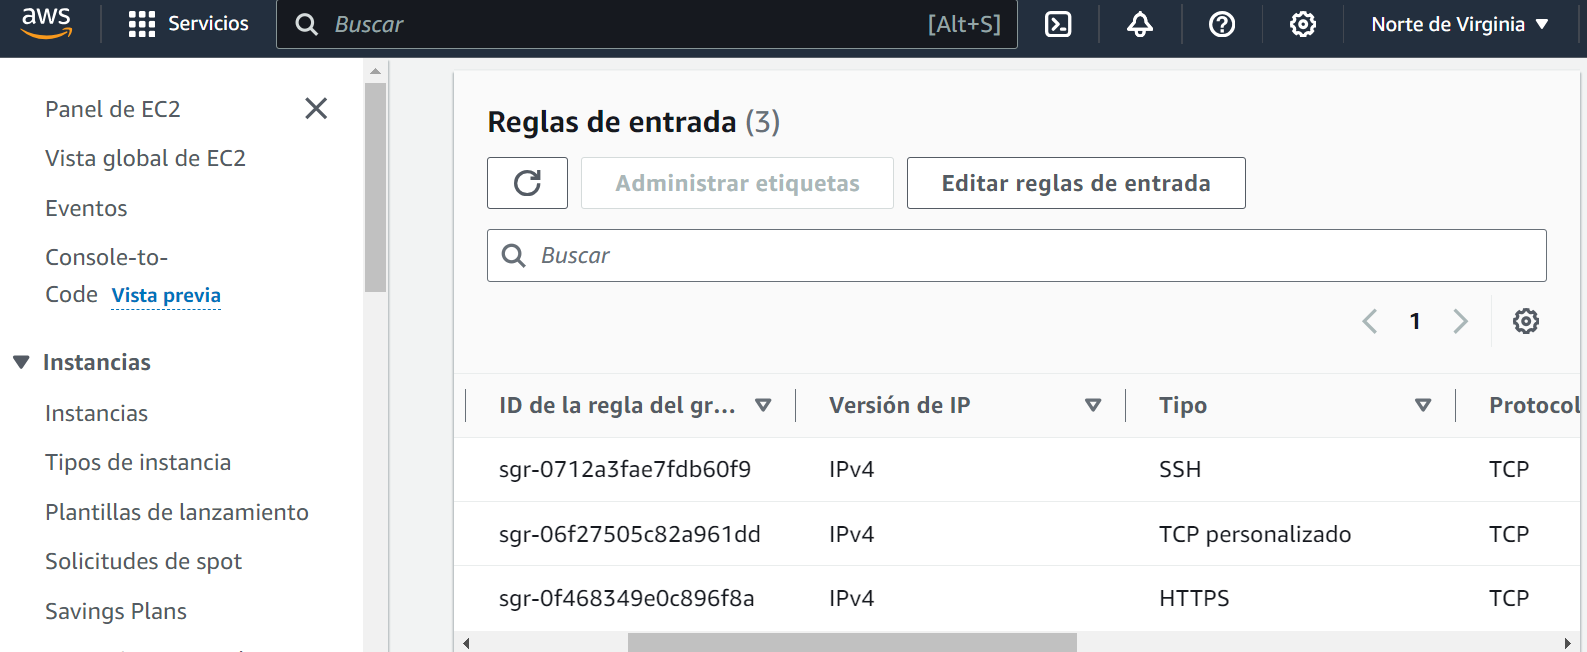 aws
Servicios
Buscar
[Alt+S]
Norte de Virginia
Panel de EC2
Vista global de EC2
Eventos
Console-to-
Code Vista previa
Instancias
Instancias
Tipos de instancia
Plantillas de lanzamiento
Solicitudes de spot
Savings Plans
Reglas de entrada (3)
Administrar etiquetas
Editar reglas de entrada
Buscar
1
ID de la regla del gr... Versión de IP Tipo Protocol
sgr-0712a3fae7fdb60f9 IPv4 SSH TCP
sgr-06f27505c82a961dd IPv4 TCP personalizado TCP
sgr-0f468349e0c896f8a IPv4 HTTPS TCP